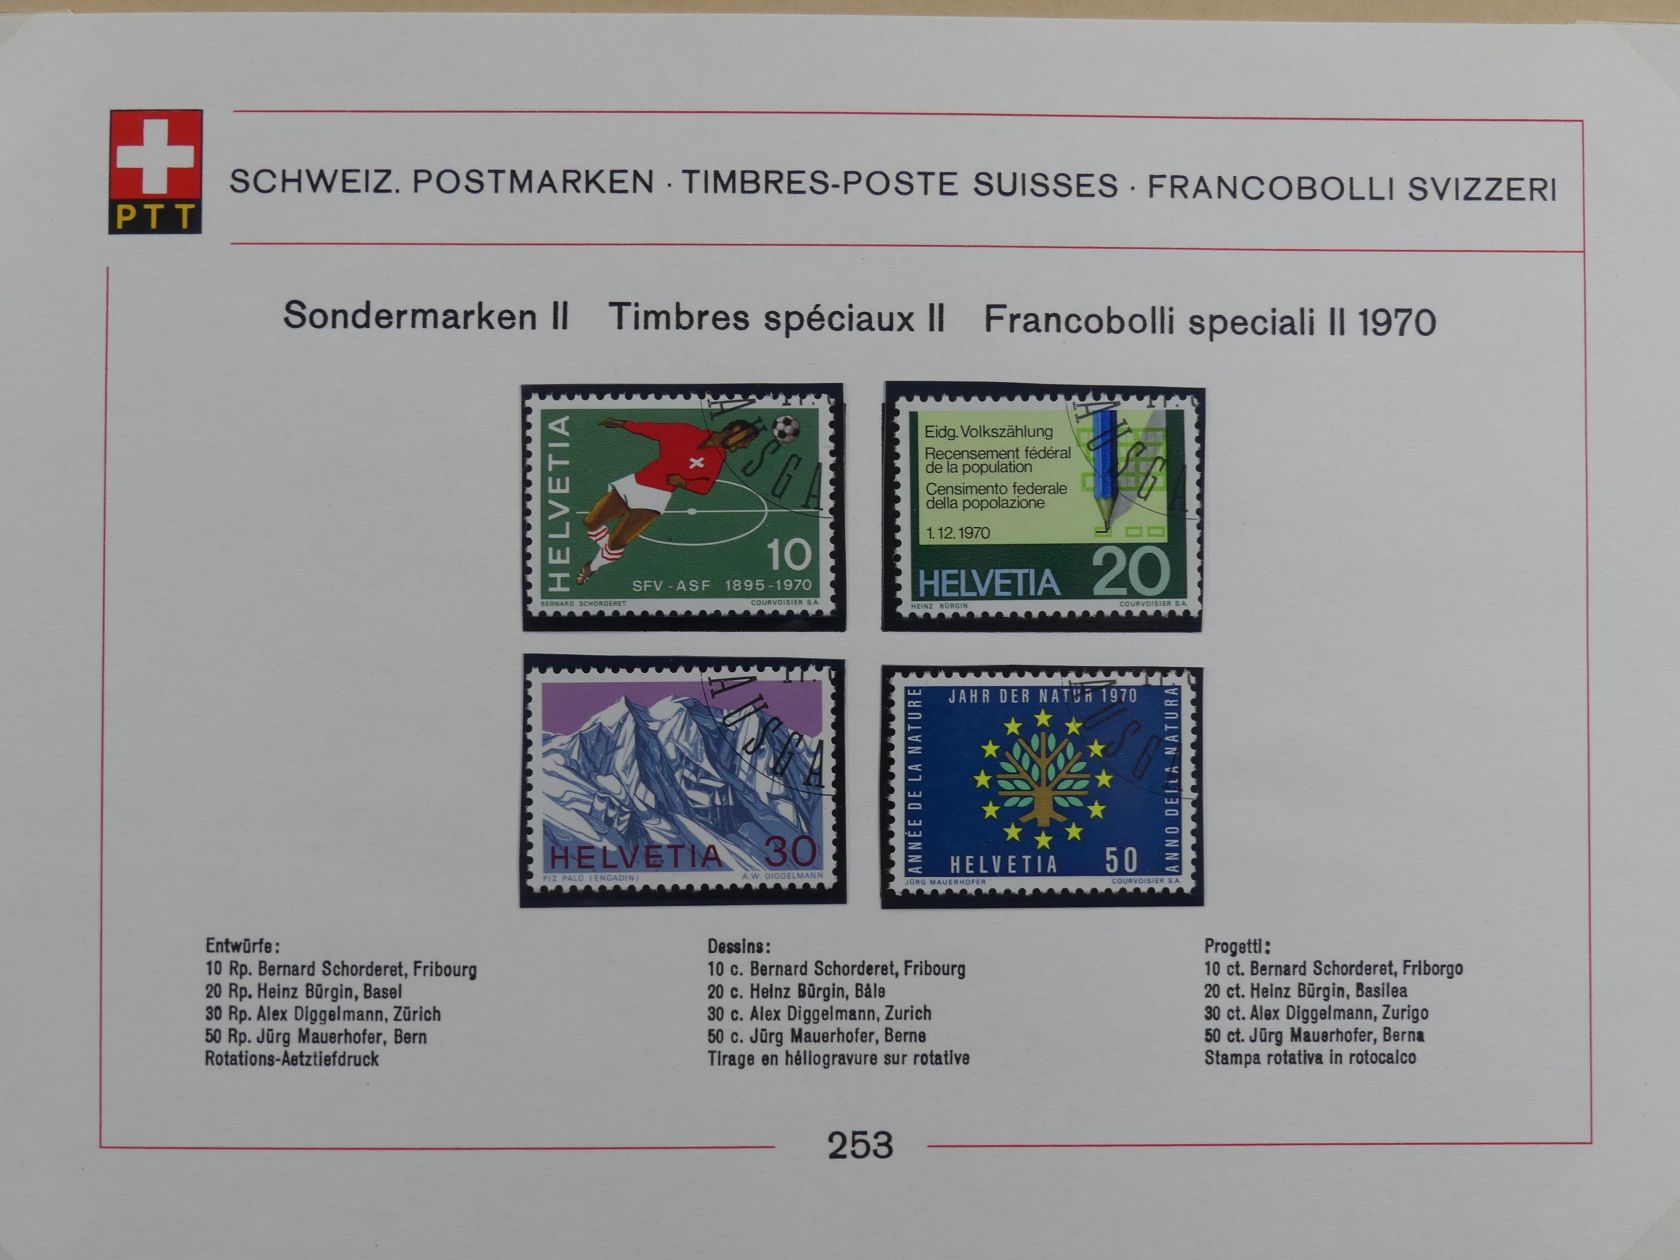 PTT
SCHWEIZ. POSTMARKEN · TIMBRES-POSTE SUISSES · FRANCOBOLLI SVIZZERI
Sondermarken II Timbres spéciaux II Francobolli speciali II 1970
HELVETIA
10
SFV - ASF 1895 - 1970
BERNARD SCHORDERET COURVOISIER S.A.
AUSGA
Eidg. Volkszählung
Recensement fédéral
de la population
Censimento federale
della popolazione
1.12.1970
HELVETIA 20
HEINZ BÜRGIN COURVOISIER S.A.
AUSGA
HELVETIA 30
PIZ PALÜ (ENGADIN) A.W. DIGGELMANN
AUSGA
JAHR DER NATUR 1970
ANNÉE DE LA NATURE
ANNO DELLA NATURA
HELVETIA 50
JÜRG MAUERHOFER COURVOISIER S.A.
AUSGA
Entwürfe:
10 Rp. Bernard Schorderet, Fribourg
20 Rp. Heinz Bürgin, Basel
30 Rp. Alex Diggelmann, Zürich
50 Rp. Jürg Mauerhofer, Bern
Rotations-Aetztiefdruck
Dessins:
10 c. Bernard Schorderet, Fribourg
20 c. Heinz Bürgin, Bâle
30 c. Alex Diggelmann, Zurich
50 c. Jürg Mauerhofer, Berne
Tirage en héliogravure sur rotative
Progetti:
10 ct. Bernard Schorderet, Friborgo
20 ct. Heinz Bürgin, Basilea
30 ct. Alex Diggelmann, Zurigo
50 ct. Jürg Mauerhofer, Berna
Stampa rotativa in rotocalco
253